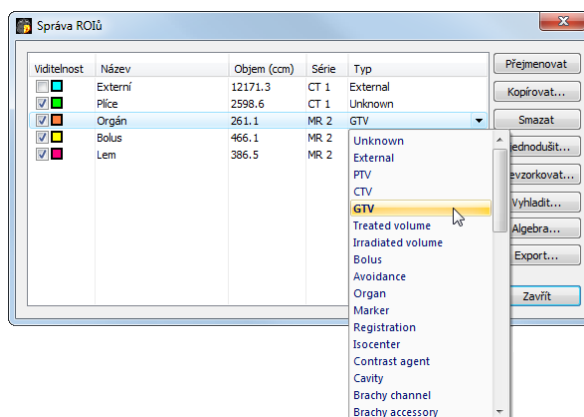 Správa ROIů
Viditelnost Název Objem (ccm) Série Typ
Externí 12171.3 CT 1 External
Plíce 2598.6 CT 1 Unknown
Orgán 261.1 MR 2 GTV
Bolus 466.1 MR 2
Lem 386.5 MR 2
Unknown
External
PTV
CTV
GTV
Treated volume
Irradiated volume
Bolus
Avoidance
Organ
Marker
Registration
Isocenter
Contrast agent
Cavity
Brachy channel
Brachy accessory
Přejmenovat
Kopírovat...
Smazat
jednodušit...
evzorkovat...
Vyhladit...
Algebra...
Export...
Zavřít